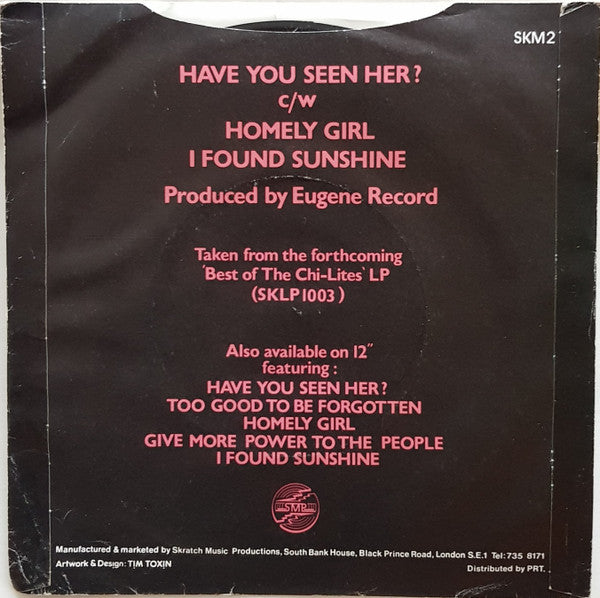 SKM2
HAVE YOU SEEN HER?
c/w
HOMELY GIRL
I FOUND SUNSHINE
Produced by Eugene Record
Taken from the forthcoming
'Best of The Chi-Lites' LP
(SKLP1003)
Also available on 12"
featuring:
HAVE YOU SEEN HER?
TOO GOOD TO BE FORGOTTEN
HOMELY GIRL
GIVE MORE POWER TO THE PEOPLE
I FOUND SUNSHINE
SMP
Manufactured & marketed by Skratch Music Productions, South Bank House, Black Prince Road, London S.E.1 Tel: 735 8171
Artwork & Design: TIM TOXIN
Distributed by PRT.